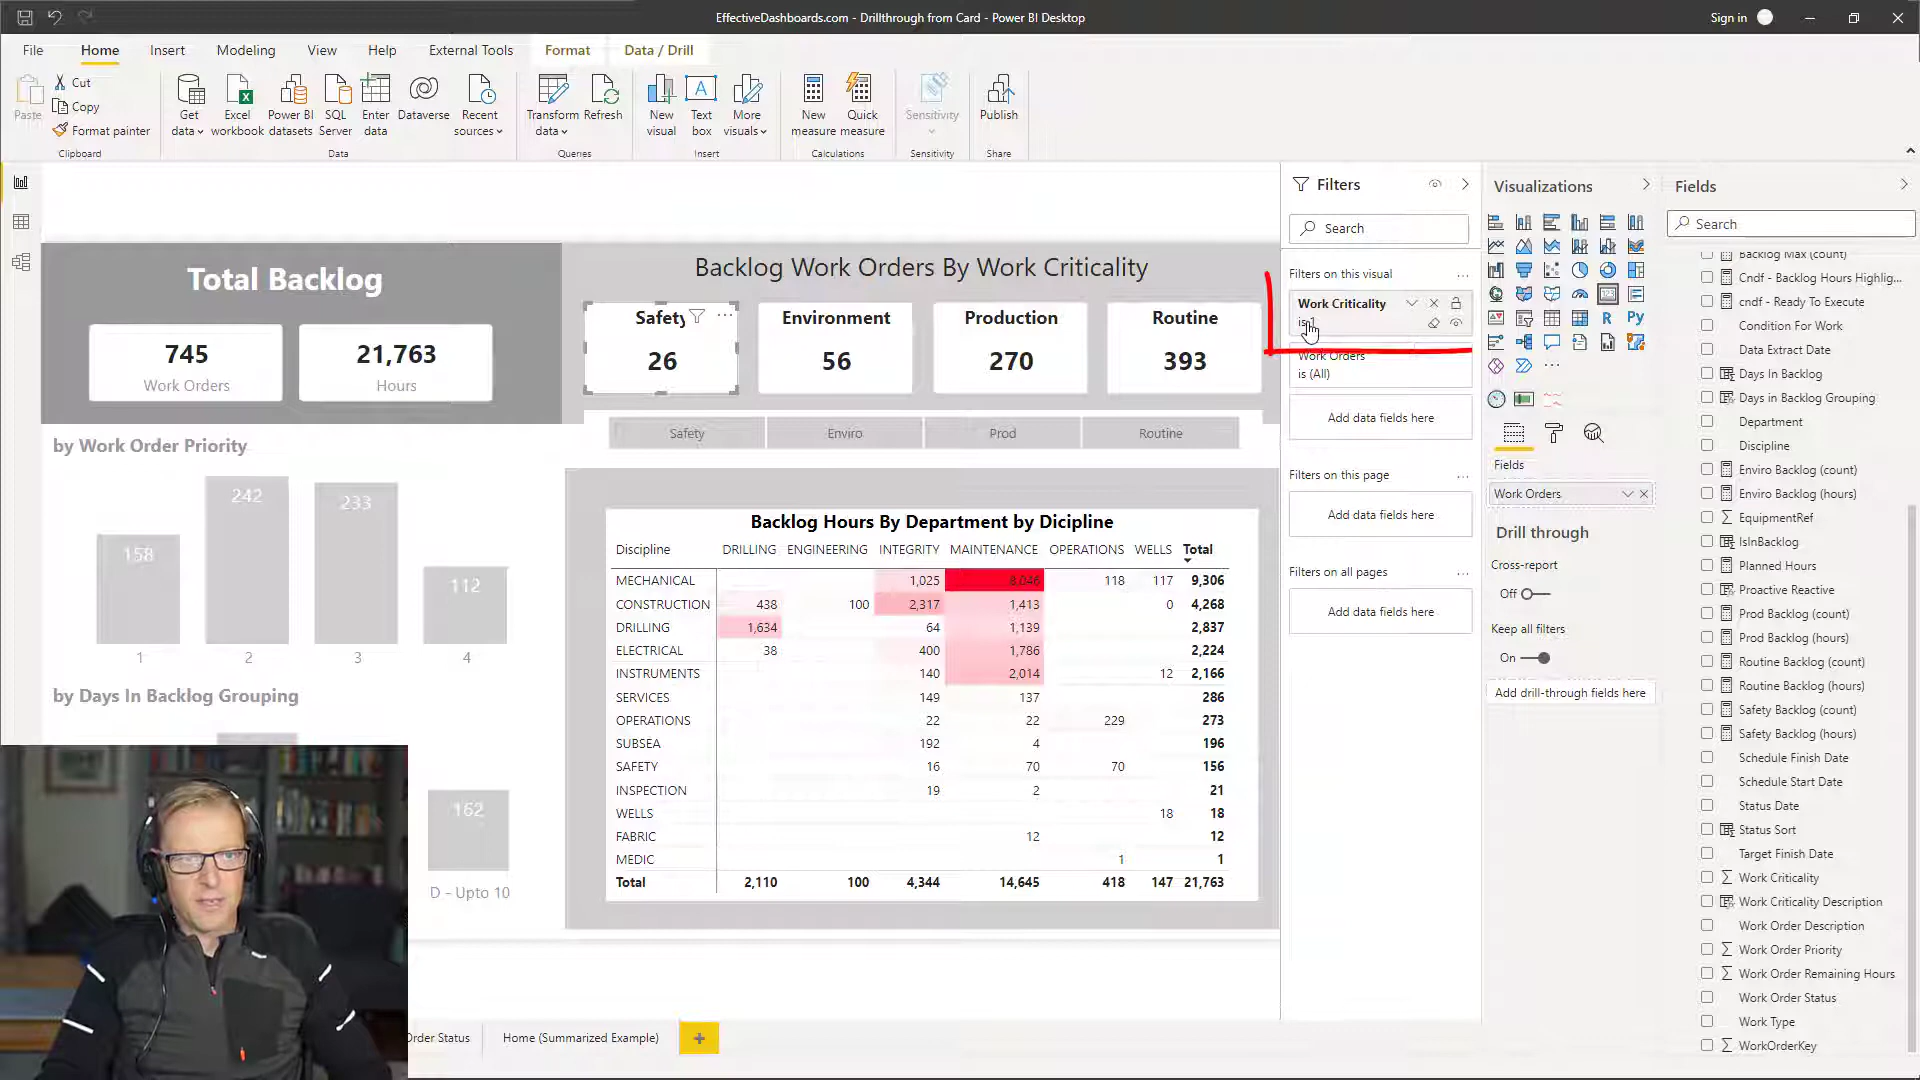 EffectiveDashboards.com - Drillthrough from Card - Power BI Desktop
Sign in
File Home Insert Modeling View Help External Tools Format Data / Drill
Paste
Cut
Copy
Format painter
Clipboard
Get data
Excel workbook
Power BI datasets
SQL Server
Enter data
Dataverse
Recent sources
Data
Transform data
Refresh
Queries
New visual
Text box
More visuals
Insert
New measure
Quick measure
Calculations
Sensitivity
Sensitivity
Publish
Share
Total Backlog
745
Work Orders
21,763
Hours
Backlog Work Orders By Work Criticality
Safety
26
Environment
56
Production
270
Routine
393
Safety Enviro Prod Routine
by Work Order Priority
158 242 233 112
1 2 3 4
by Days In Backlog Grouping
162
D - Upto 10
Backlog Hours By Department by Dicipline
Discipline DRILLING ENGINEERING INTEGRITY MAINTENANCE OPERATIONS WELLS Total
MECHANICAL 1,025 8,046 118 117 9,306
CONSTRUCTION 438 100 2,317 1,413 0 4,268
DRILLING 1,634 64 1,139 2,837
ELECTRICAL 38 400 1,786 2,224
INSTRUMENTS 140 2,014 12 2,166
SERVICES 149 137 286
OPERATIONS 22 22 229 273
SUBSEA 192 4 196
SAFETY 16 70 70 156
INSPECTION 19 2 21
WELLS 18 18
FABRIC 12 12
MEDIC 1 1
Total 2,110 100 4,344 14,645 418 147 21,763
Order Status
Home (Summarized Example)
+
Filters
Search
Filters on this visual
Work Criticality
is 1
Work Orders
is (All)
Add data fields here
Filters on this page
Add data fields here
Filters on all pages
Add data fields here
Visualizations
R Py
Fields
Work Orders
Drill through
Cross-report
Off
Keep all filters
On
Add drill-through fields here
Fields
Search
Backlog Max (count)
Cndf - Backlog Hours Highlig...
cndf - Ready To Execute
Condition For Work
Data Extract Date
Days In Backlog
Days in Backlog Grouping
Department
Discipline
Enviro Backlog (count)
Enviro Backlog (hours)
EquipmentRef
IsInBacklog
Planned Hours
Proactive Reactive
Prod Backlog (count)
Prod Backlog (hours)
Routine Backlog (count)
Routine Backlog (hours)
Safety Backlog (count)
Safety Backlog (hours)
Schedule Finish Date
Schedule Start Date
Status Date
Status Sort
Target Finish Date
Work Criticality
Work Criticality Description
Work Order Description
Work Order Priority
Work Order Remaining Hours
Work Order Status
Work Type
WorkOrderKey